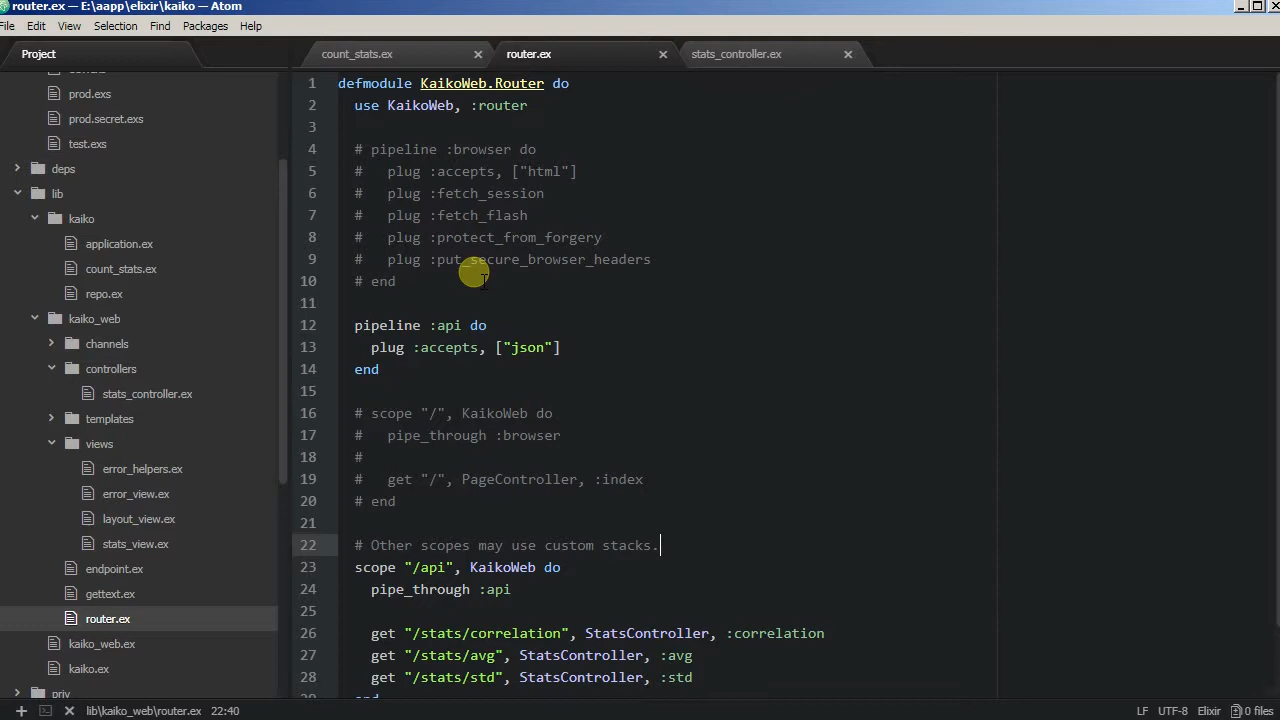 router.ex — E:\aapp\elixir\kaiko — Atom
File Edit View Selection Find Packages Help
Project
count_stats.ex
router.ex
stats_controller.ex
prod.exs
prod.secret.exs
test.exs
deps
lib
kaiko
application.ex
count_stats.ex
repo.ex
kaiko_web
channels
controllers
stats_controller.ex
templates
views
error_helpers.ex
error_view.ex
layout_view.ex
stats_view.ex
endpoint.ex
gettext.ex
router.ex
kaiko_web.ex
kaiko.ex
priv
1 defmodule KaikoWeb.Router do
2 use KaikoWeb, :router
3
4 # pipeline :browser do
5 #   plug :accepts, ["html"]
6 #   plug :fetch_session
7 #   plug :fetch_flash
8 #   plug :protect_from_forgery
9 #   plug :put_secure_browser_headers
10 # end
11
12 pipeline :api do
13 plug :accepts, ["json"]
14 end
15
16 # scope "/", KaikoWeb do
17 #   pipe_through :browser
18 #
19 #   get "/", PageController, :index
20 # end
21
22 # Other scopes may use custom stacks.
23 scope "/api", KaikoWeb do
24 pipe_through :api
25
26 get "/stats/correlation", StatsController, :correlation
27 get "/stats/avg", StatsController, :avg
28 get "/stats/std", StatsController, :std
29 end
lib\kaiko_web\router.ex 22:40
LF UTF-8 Elixir 0 files